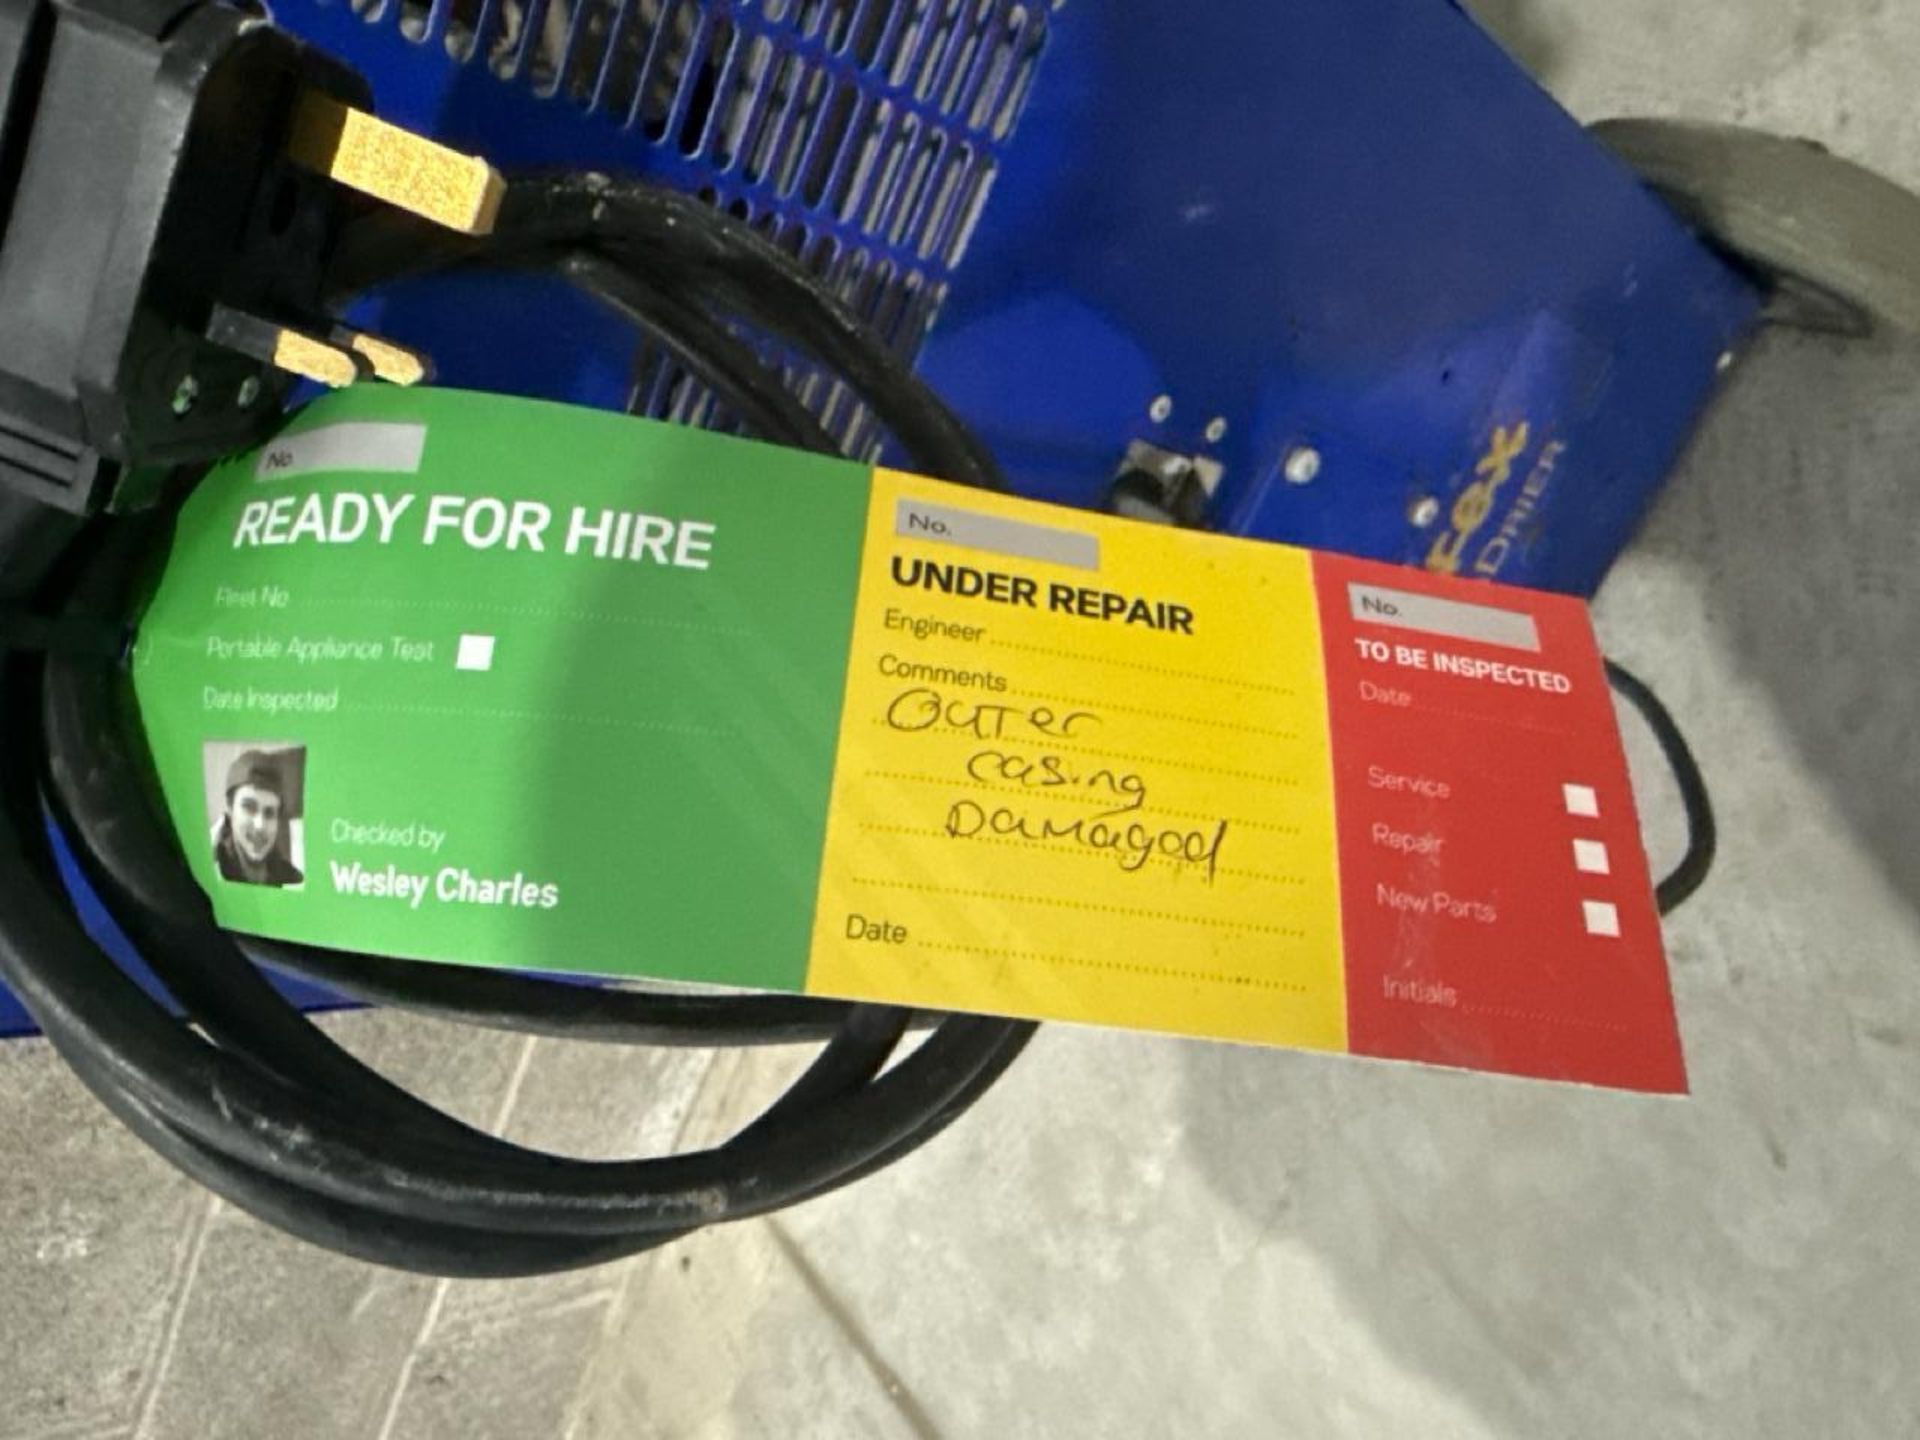 No.
READY FOR HIRE
Fleet No
Portable Appliance Test
Date Inspected
Checked by
Wesley Charles
No.
UNDER REPAIR
Engineer
Comments
Outer
casing
Damaged
Date
No.
TO BE INSPECTED
Date
Service
Repair
New Parts
Initials